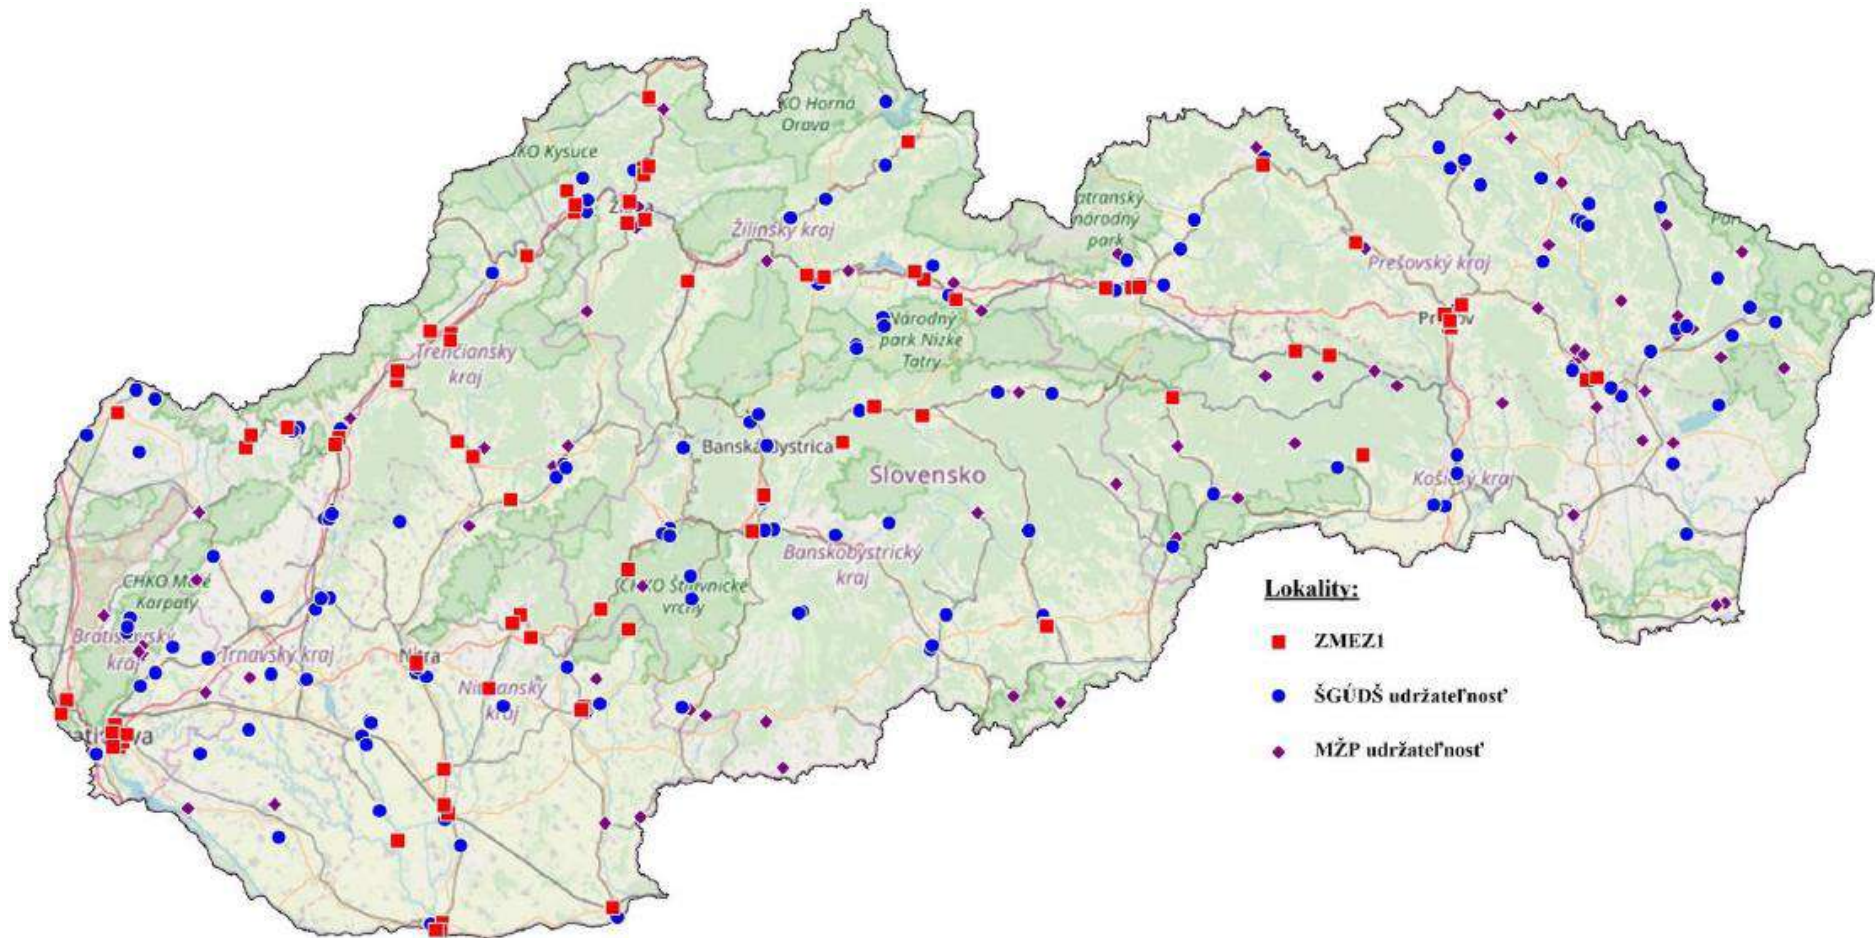 KO Horná
Orava
KO Kysuce
Žilinský kraj
atranský
národný
park
Prešovský kraj
Národný
park Nízke
Tatry
Trenčiansky
kraj
Banská Bystrica
Slovensko
Košický kraj
Banskobystrický
kraj
CHKO Malé
Karpaty
CHKO Štiavnické
vrchy
Bratislavský
kraj
Trnavský kraj
Nitra
Nitriansky
kraj
Lokality:
ZMEZ1
ŠGÚDŠ udržateľnosť
MŽP udržateľnosť